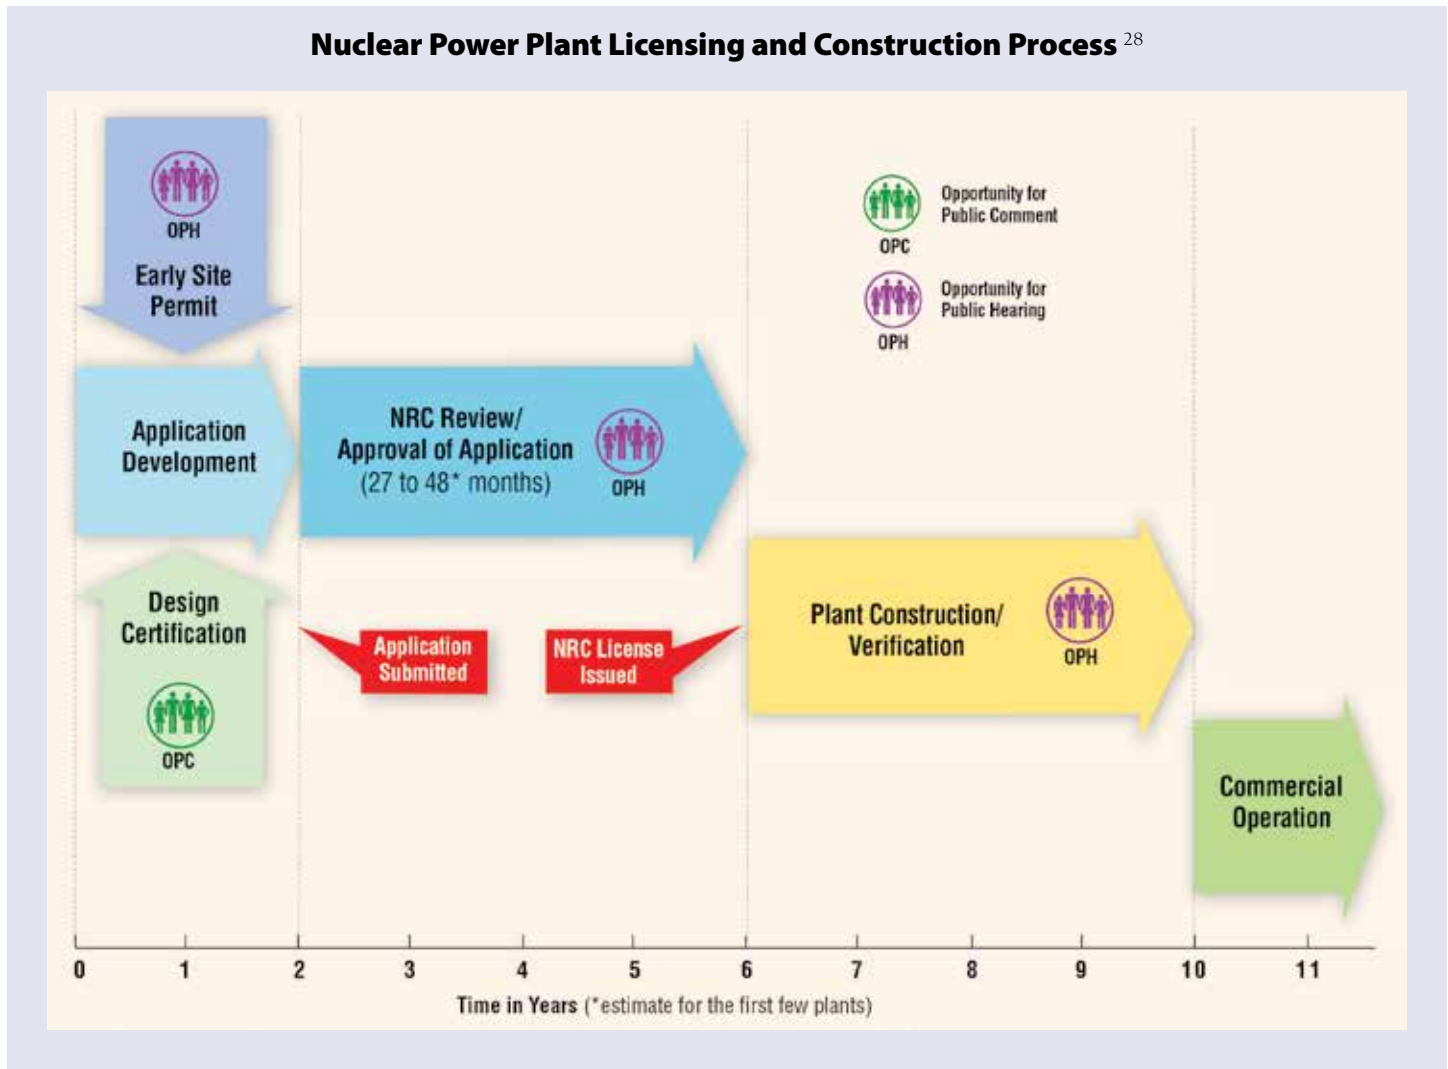 Nuclear Power Plant Licensing and Construction Process 28
OPH
Early Site
Permit
OPC
Opportunity for
Public Comment
OPH
Opportunity for
Public Hearing
Application
Development
NRC Review/
Approval of Application
(27 to 48* months)
OPH
Design
Certification
OPC
Application
Submitted
NRC License
Issued
Plant Construction/
Verification
OPH
Commercial
Operation
0 1 2 3 4 5 6 7 8 9 10 11
Time in Years (*estimate for the first few plants)